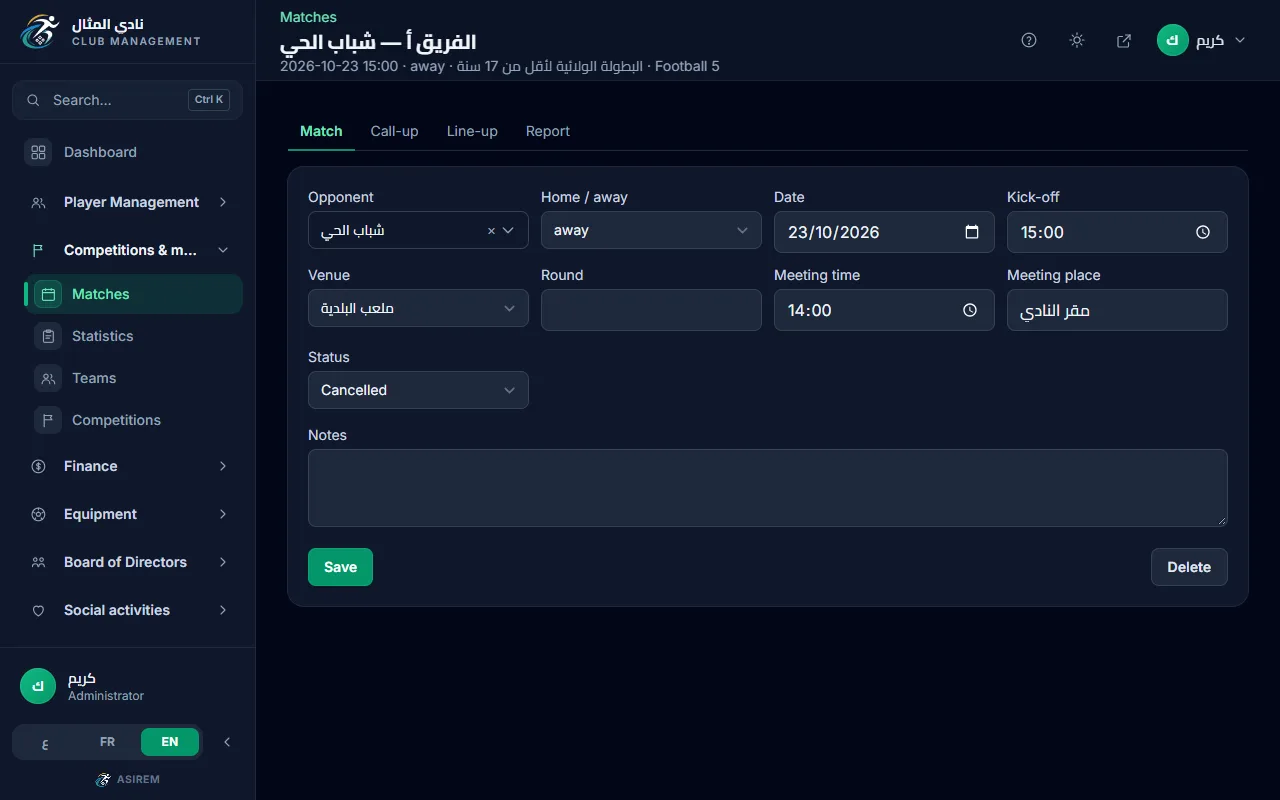 نادي المثال
CLUB MANAGEMENT
Search...
Ctrl K
Dashboard
Player Management
Competitions & m...
Matches
Statistics
Teams
Competitions
Finance
Equipment
Board of Directors
Social activities
ك
كريم
Administrator
ع
FR
EN
ASIREM
Matches
الفريق أ — شباب الحي
2026-10-23 15:00 · away · البطولة الولائية لأقل من 17 سنة · Football 5
ك
كريم
Match
Call-up
Line-up
Report
Opponent
Home / away
Date
Kick-off
شباب الحي
×
away
23/10/2026
15:00
Venue
Round
Meeting time
Meeting place
ملعب البلدية
14:00
مقر النادي
Status
Cancelled
Notes
Save
Delete